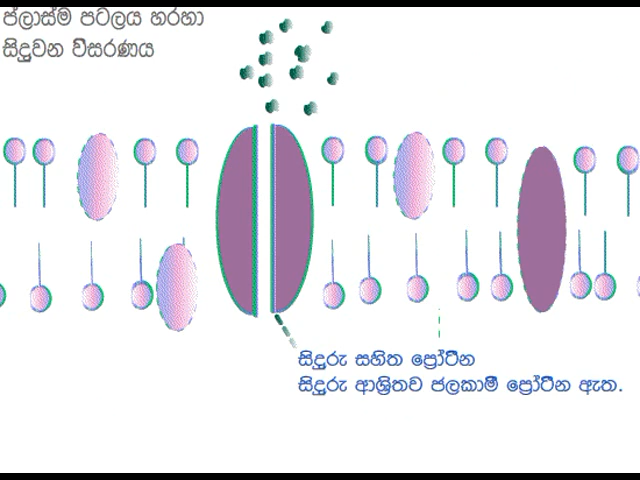 ප්ලාස්ම පටලය හරහා
සිදුවන විසරණය
සිදුරු සහිත ප්‍රෝටීන
සිදුරු ආශ්‍රිතව ජලකාමී ප්‍රෝටීන ඇත.